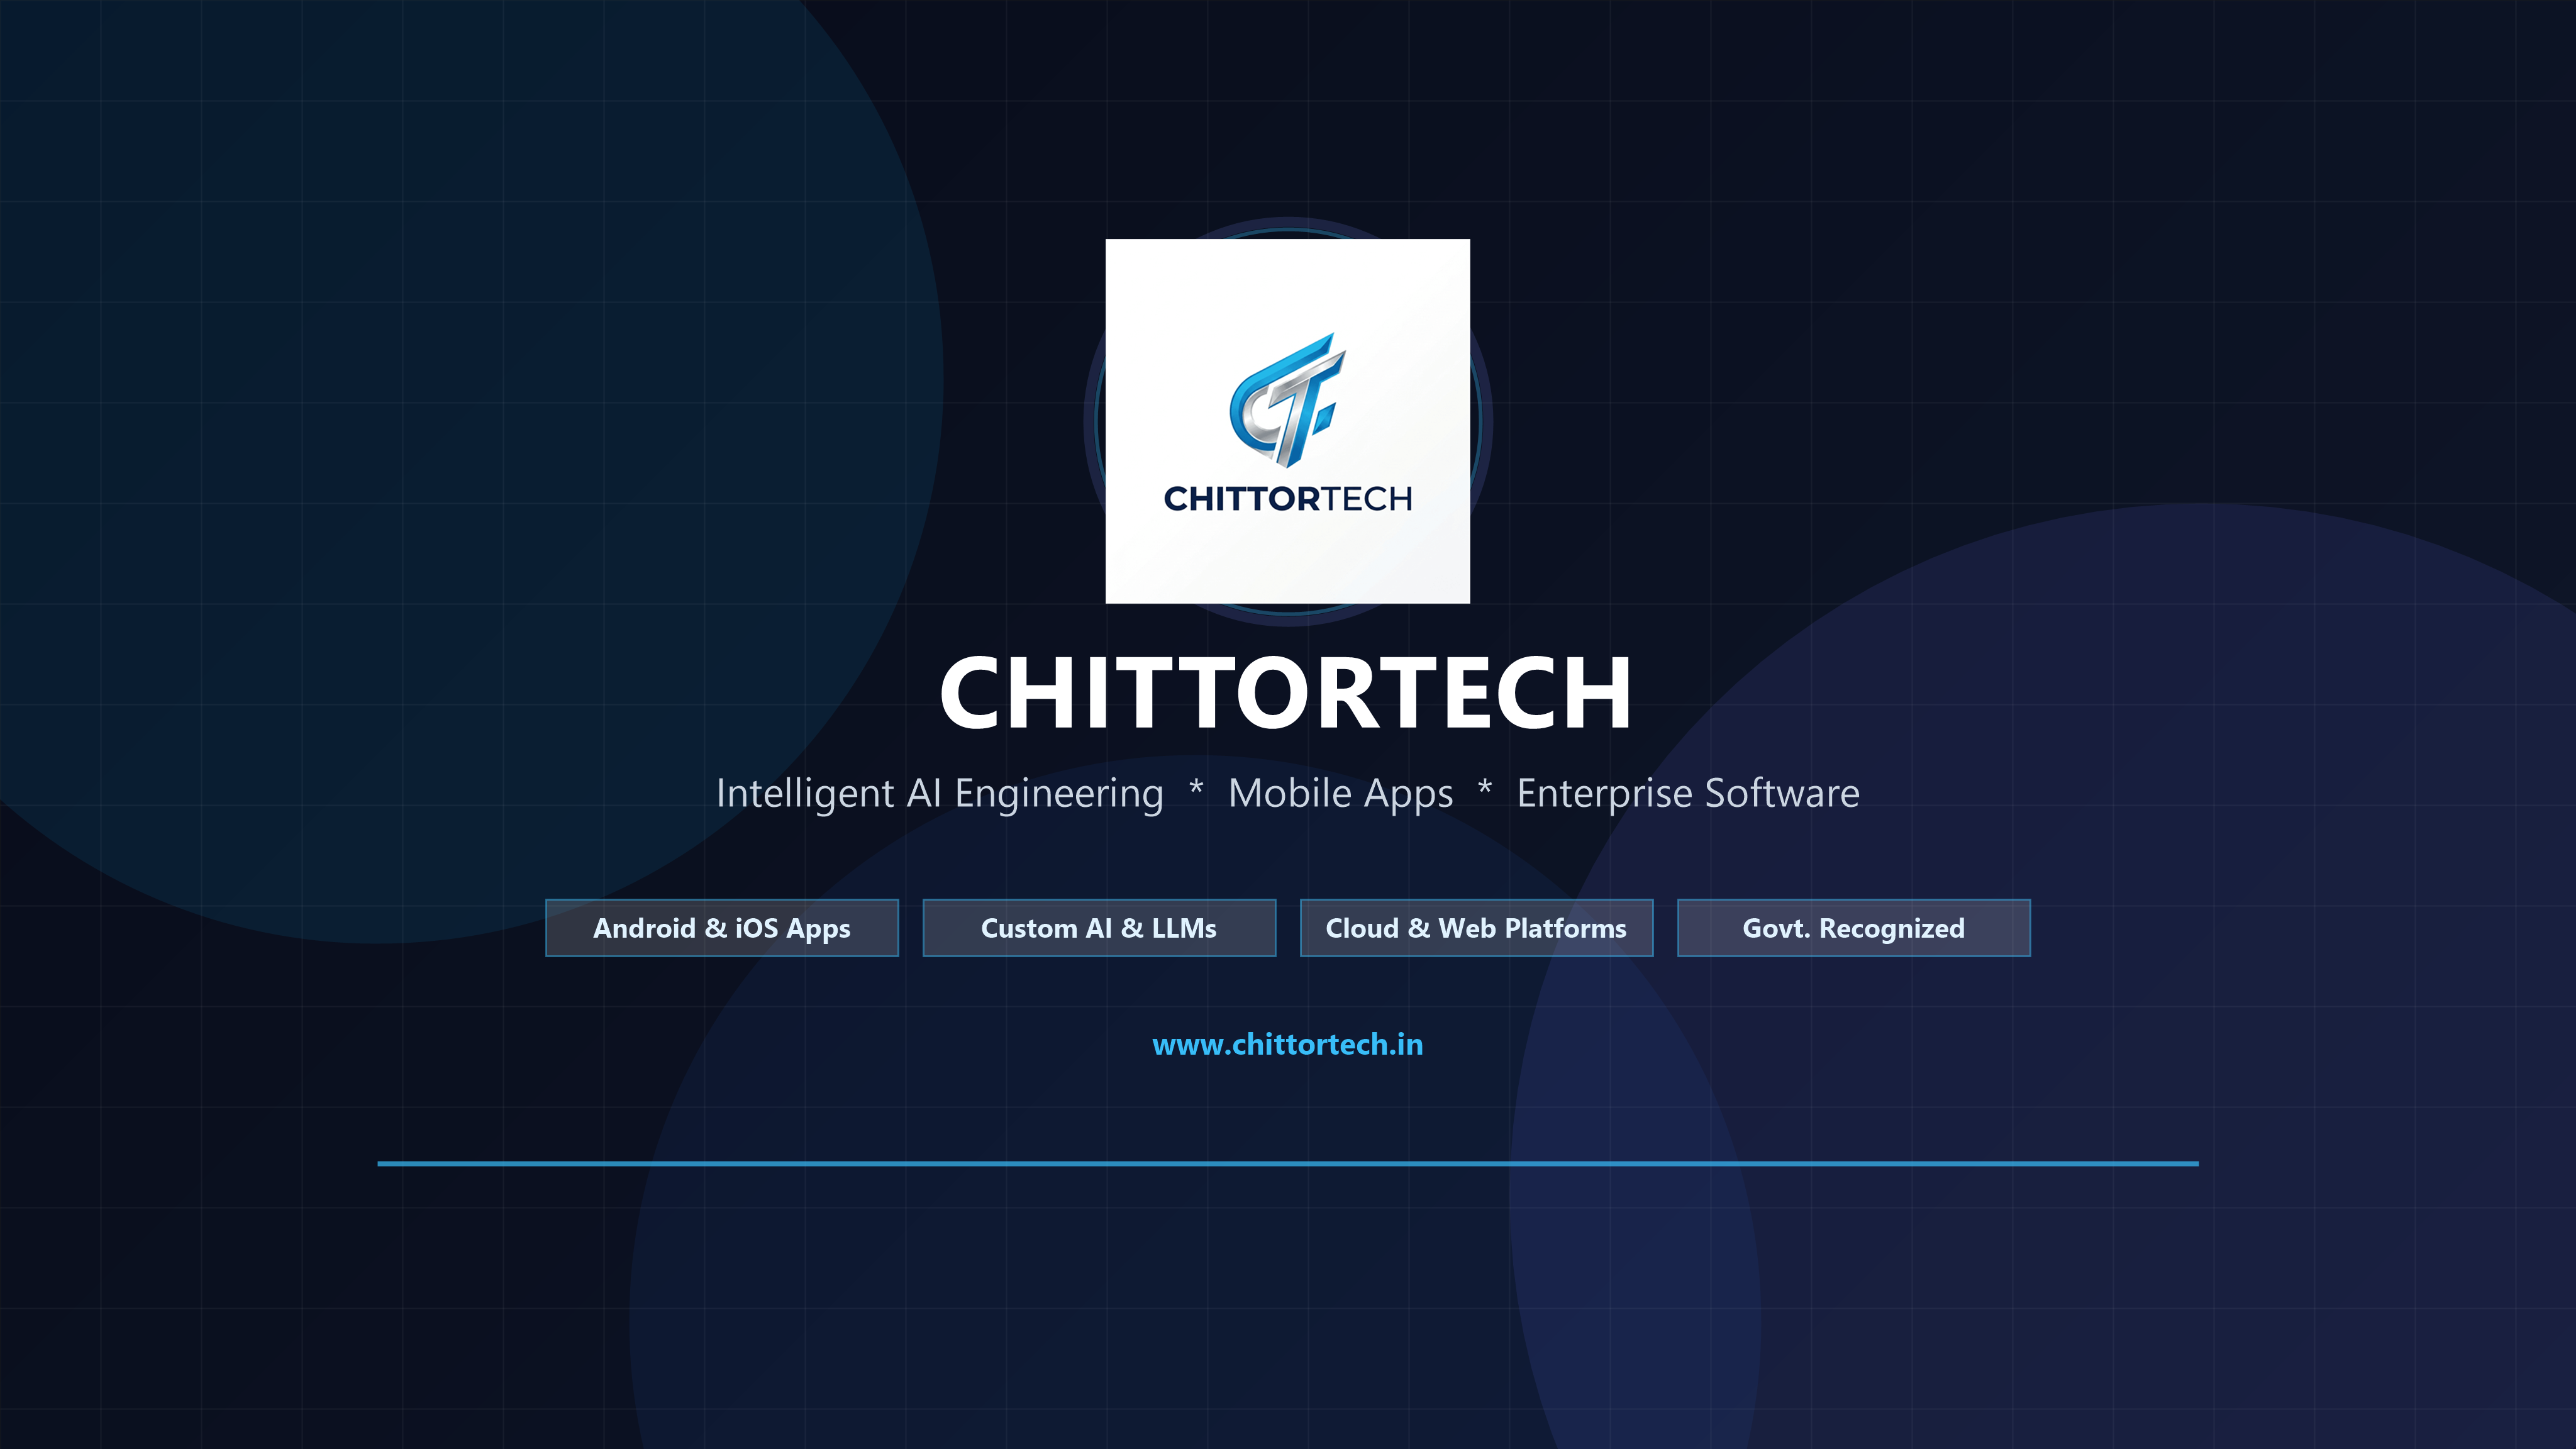 CHITTORTECH
CHITTORTECH
Intelligent AI Engineering * Mobile Apps * Enterprise Software
Android & iOS Apps
Custom AI & LLMs
Cloud & Web Platforms
Govt. Recognized
www.chittortech.in